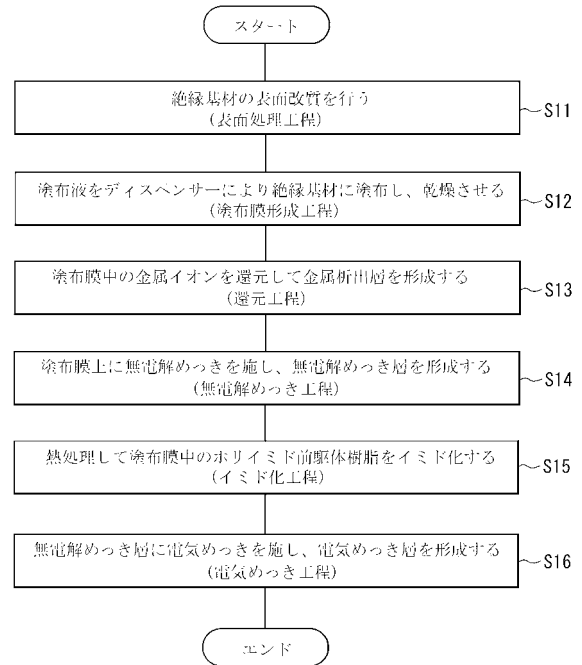 スタート
絶縁基材の表面改質を行う
(表面処理工程)
S11
塗布液をディスペンサーにより絶縁基材に塗布し、乾燥させる
(塗布膜形成工程)
S12
塗布膜中の金属イオンを還元して金属析出層を形成する
(還元工程)
S13
塗布膜上に無電解めっきを施し、無電解めっき層を形成する
(無電解めっき工程)
S14
熱処理して塗布膜中のポリイミド前駆体樹脂をイミド化する
(イミド化工程)
S15
無電解めっき層に電気めっきを施し、電気めっき層を形成する
(電気めっき工程)
S16
エンド